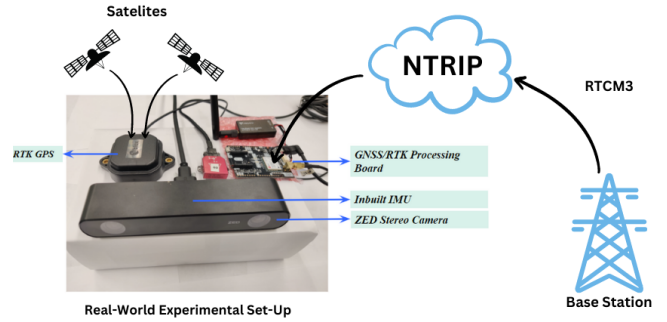 Satelites
NTRIP
RTCM3
RTK GPS
GNSS/RTK Processing
Board
Inbuilt IMU
ZED Stereo Camera
Base Station
Real-World Experimental Set-Up